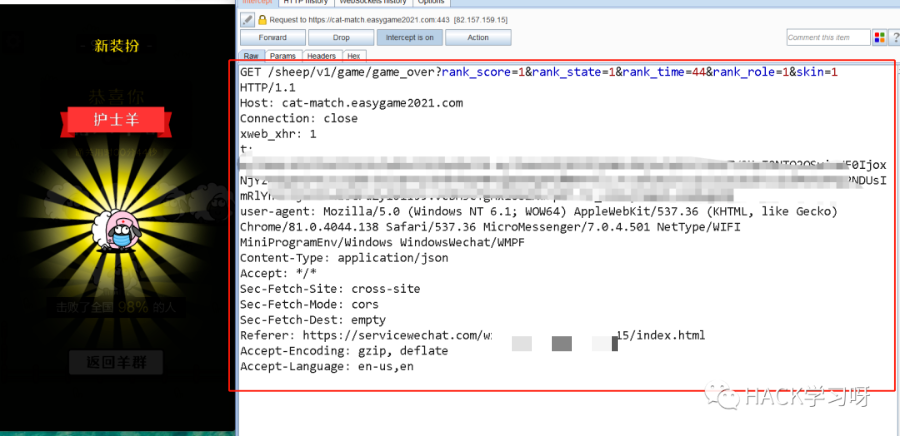 Intercept HTTP history WebSockets history Options
Request to https://cat-match.easygame2021.com:443 [82.157.159.15]
Forward Drop Intercept is on Action Comment this item
Raw Params Headers Hex
新装扮
恭喜你
护士羊
击败了全国 98% 的人
返回羊群
GET /sheep/v1/game/game_over?rank_score=1&rank_state=1&rank_time=44&rank_role=1&skin=1
HTTP/1.1
Host: cat-match.easygame2021.com
Connection: close
xweb_xhr: 1
t:
user-agent: Mozilla/5.0 (Windows NT 6.1; WOW64) AppleWebKit/537.36 (KHTML, like Gecko)
Chrome/81.0.4044.138 Safari/537.36 MicroMessenger/7.0.4.501 NetType/WIFI
MiniProgramEnv/Windows WindowsWechat/WMPF
Content-Type: application/json
Accept: */*
Sec-Fetch-Site: cross-site
Sec-Fetch-Mode: cors
Sec-Fetch-Dest: empty
Referer: https://servicewechat.com/w 15/index.html
Accept-Encoding: gzip, deflate
Accept-Language: en-us,en
HACK学习呀